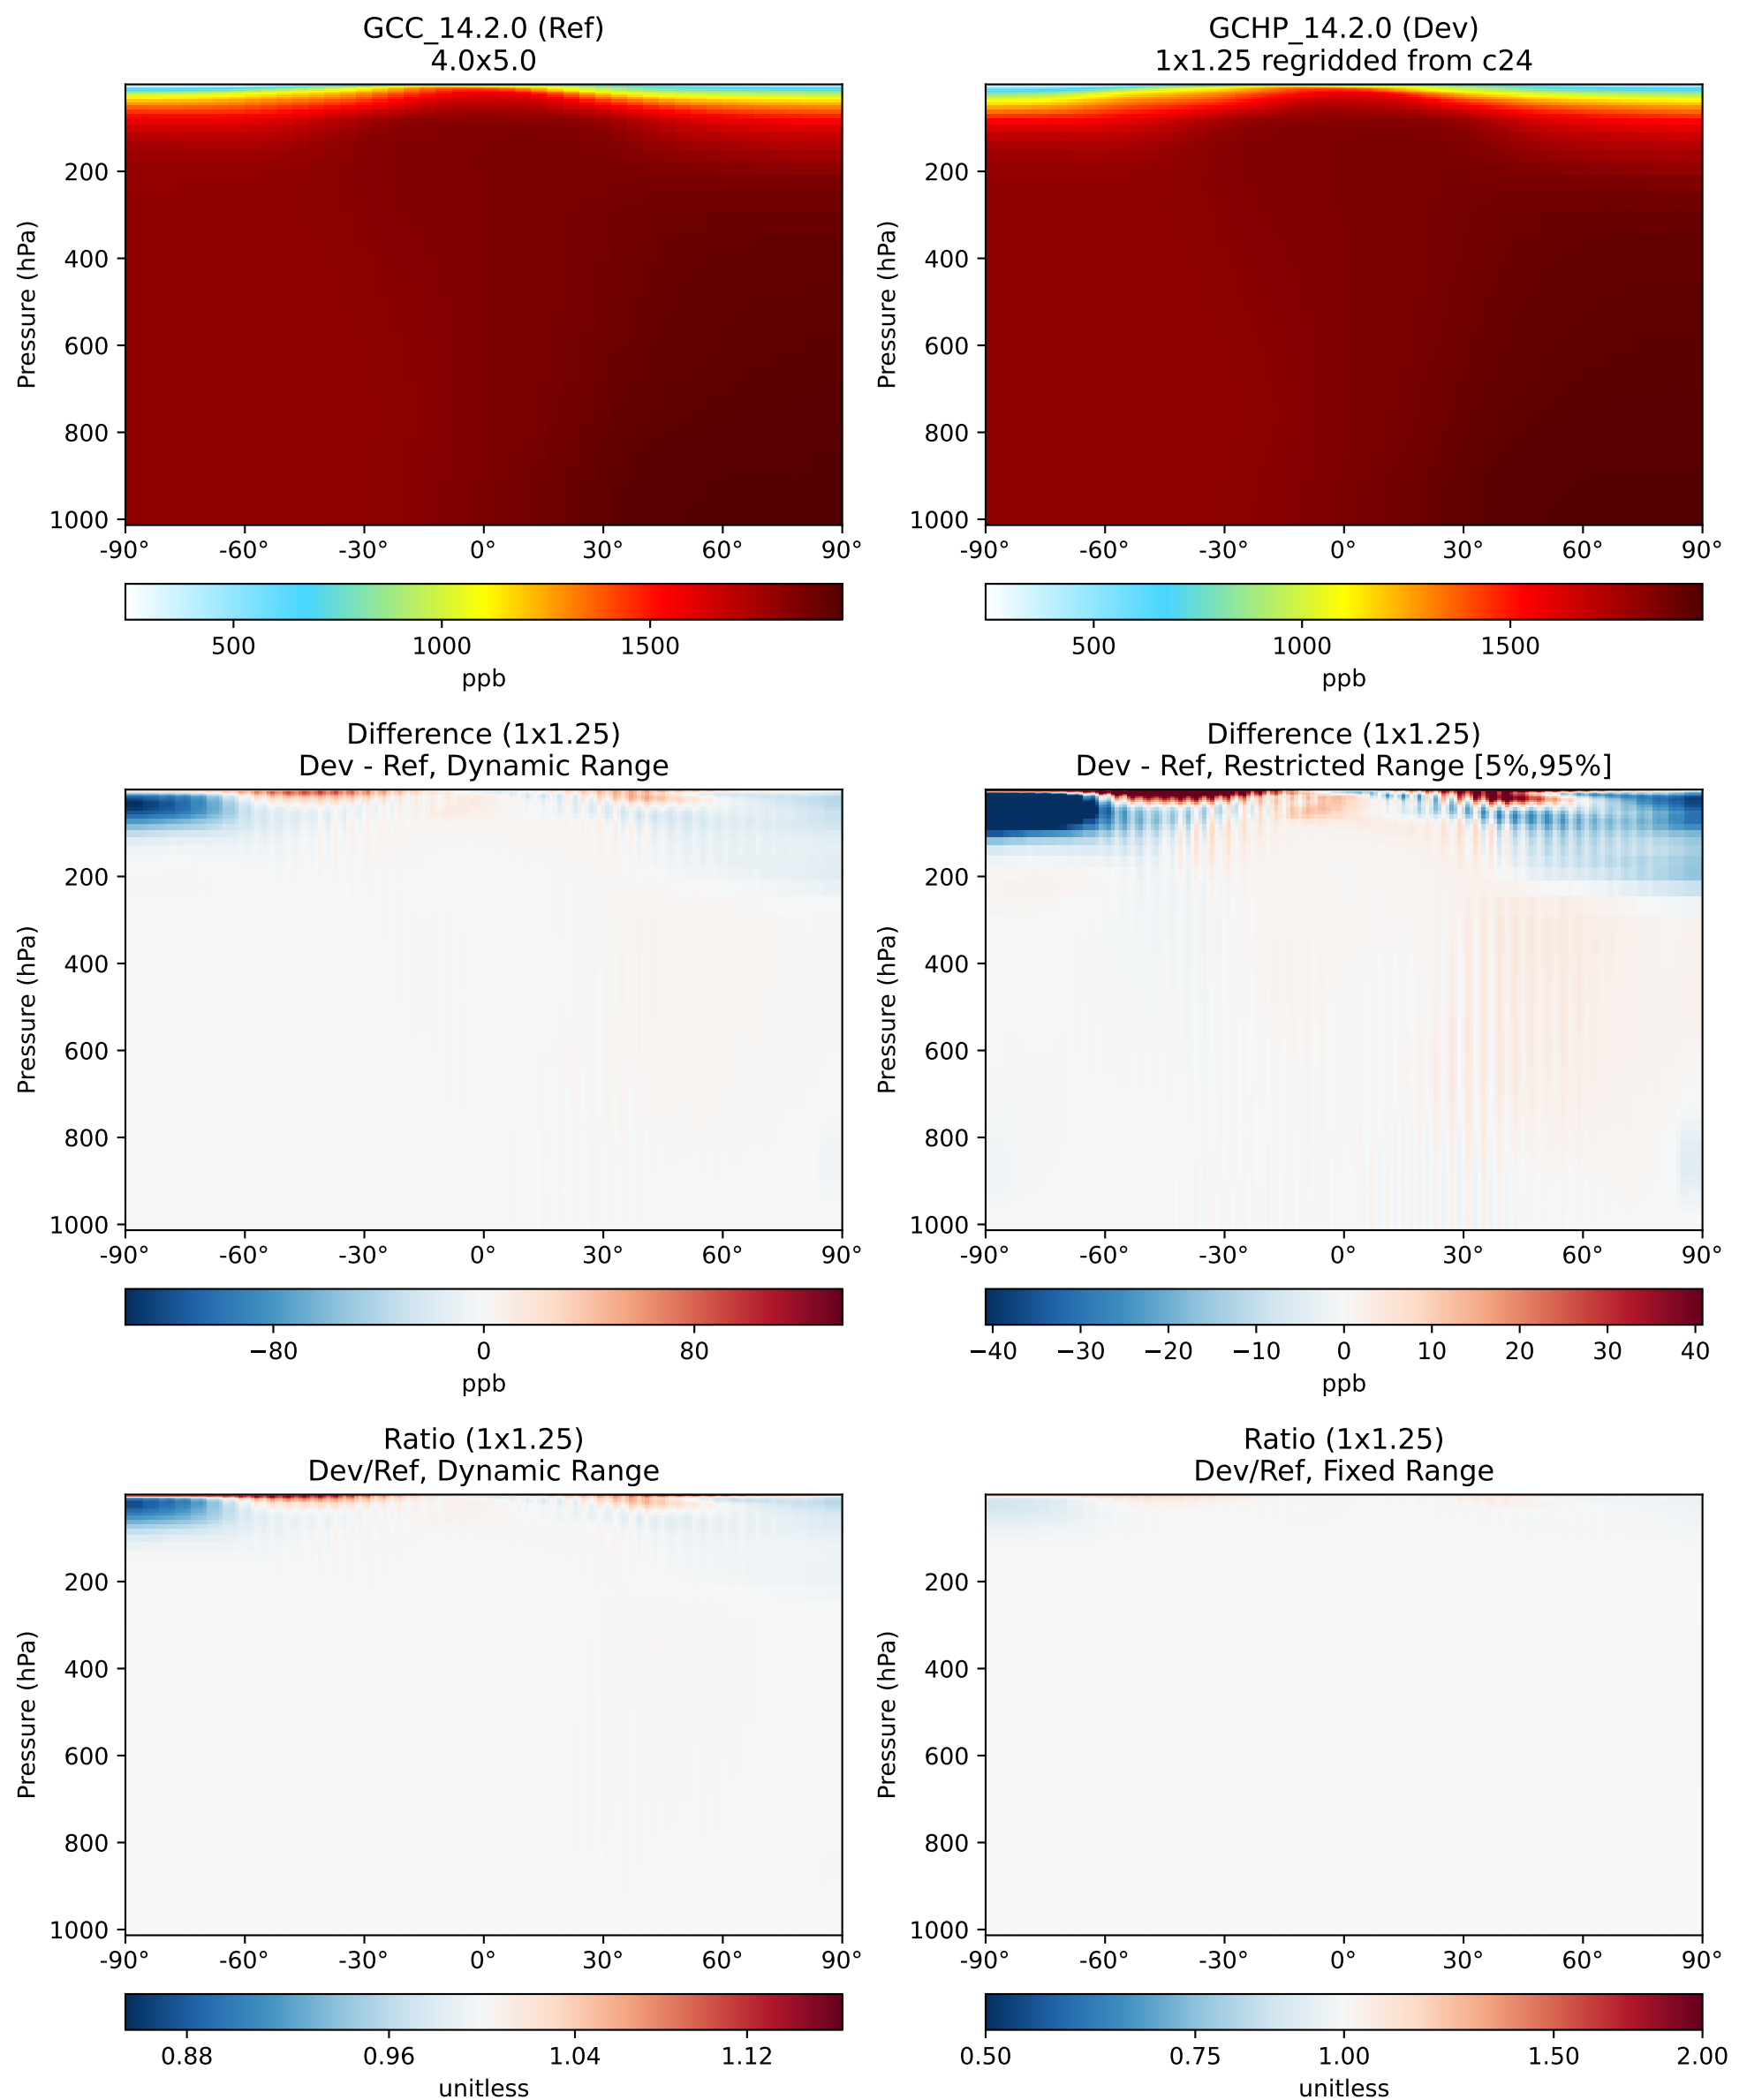 GCC_14.2.0 (Ref)
4.0x5.0
Pressure (hPa)
200
400
600
800
1000
-90° -60° -30° 0° 30° 60° 90°
500 1000 1500
ppb
GCHP_14.2.0 (Dev)
1x1.25 regridded from c24
Pressure (hPa)
200
400
600
800
1000
-90° -60° -30° 0° 30° 60° 90°
500 1000 1500
ppb
Difference (1x1.25)
Dev - Ref, Dynamic Range
Pressure (hPa)
200
400
600
800
1000
-90° -60° -30° 0° 30° 60° 90°
−80 0 80
ppb
Difference (1x1.25)
Dev - Ref, Restricted Range [5%,95%]
Pressure (hPa)
200
400
600
800
1000
-90° -60° -30° 0° 30° 60° 90°
−40 −30 −20 −10 0 10 20 30 40
ppb
Ratio (1x1.25)
Dev/Ref, Dynamic Range
Pressure (hPa)
200
400
600
800
1000
-90° -60° -30° 0° 30° 60° 90°
0.88 0.96 1.04 1.12
unitless
Ratio (1x1.25)
Dev/Ref, Fixed Range
Pressure (hPa)
200
400
600
800
1000
-90° -60° -30° 0° 30° 60° 90°
0.50 0.75 1.00 1.50 2.00
unitless